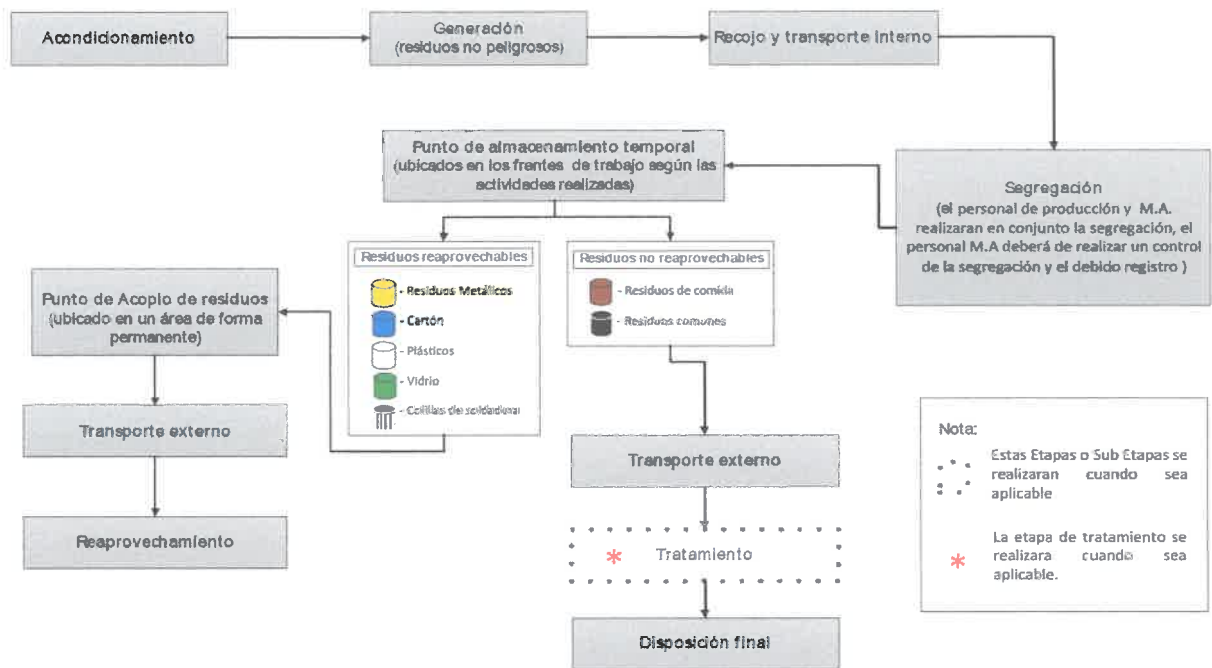 Acondicionamiento
Generación
(residuos no peligrosos)
Recojo y transporte Interno
Segregación
(el personal de producción y M.A.
realizaran en conjunto la segregación, el
personal M.A deberá de realizar un control
de la segregación y el debido registro )
Punto de almacenamiento temporal
(ubicados en los frentes de trabajo según las
actividades realizadas)
Residuos reaprovechables
- Residuos Metálicos
- Cartón
- Plásticos
- Vidrio
- Colillas de soldadura
Residuos no reaprovechables
- Residuos de comida
- Residuos comunes
Punto de Acopio de residuos
(ubicado en un área de forma
permanente)
Transporte externo
Reaprovechamiento
Transporte externo
* Tratamiento
Disposición final
Nota:
Estas Etapas o Sub Etapas se
realizaran cuando sea
aplicable
* La etapa de tratamiento se
realizara cuando sea
aplicable.